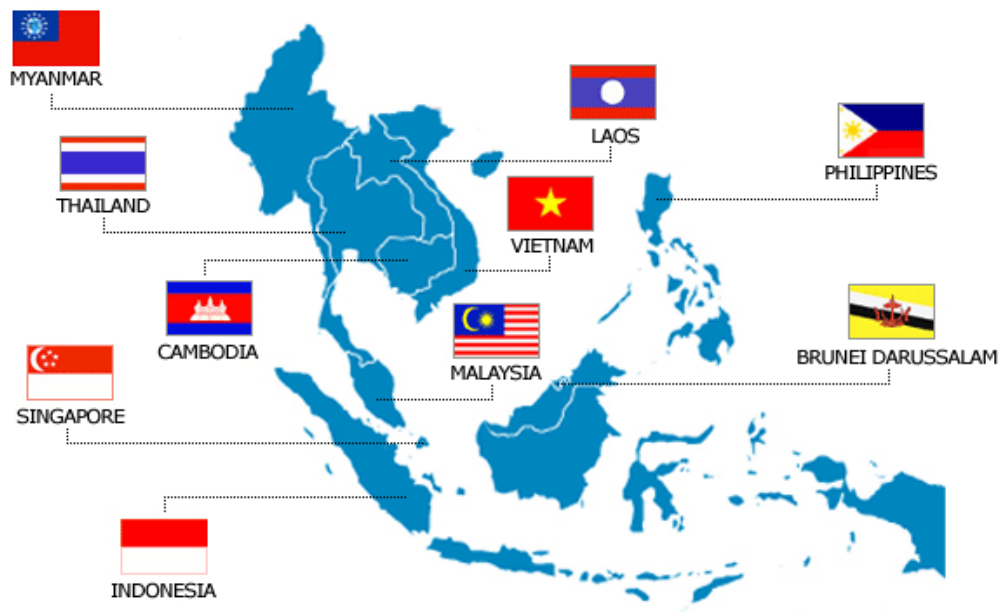 MYANMAR
LAOS
PHILIPPINES
THAILAND
VIETNAM
CAMBODIA
MALAYSIA
BRUNEI DARUSSALAM
SINGAPORE
INDONESIA